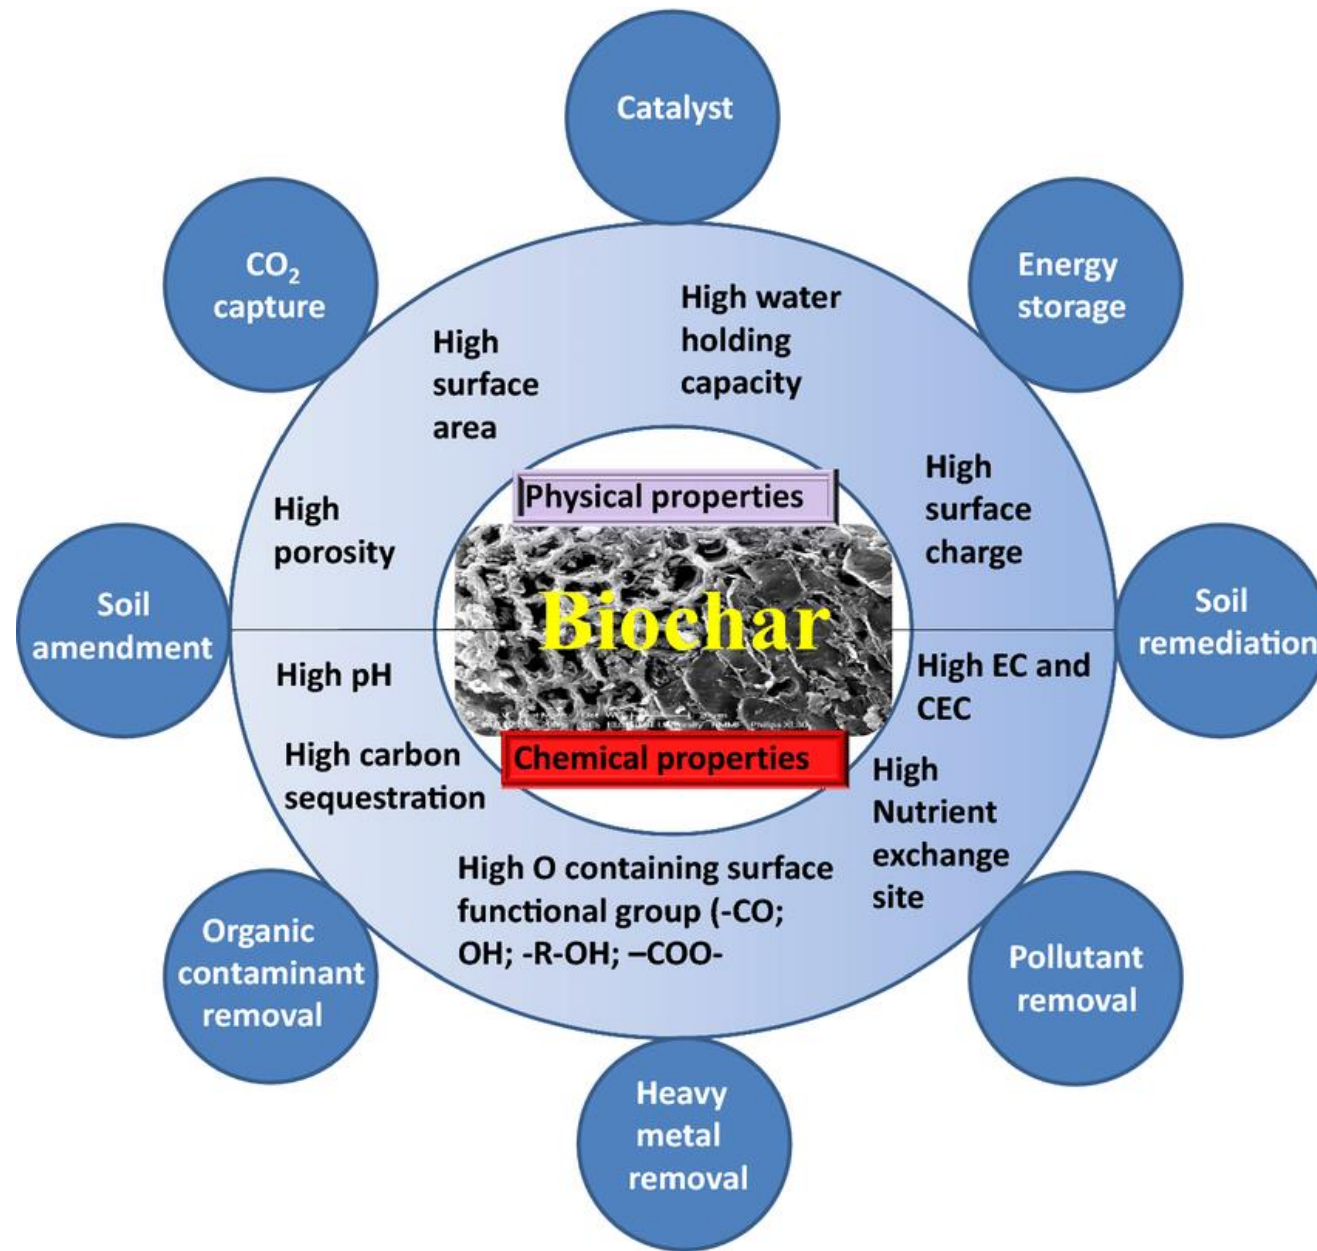 Catalyst
CO₂
capture
Energy
storage
High water
holding
capacity
High
surface
area
High
surface
charge
High
porosity
Physical properties
Biochar
Soil
amendment
Soil
remediation
High pH
High EC and
CEC
High carbon
sequestration
Chemical properties
High
Nutrient
exchange
site
High O containing surface
functional group (-CO;
OH; -R-OH; –COO-
Organic
contaminant
removal
Pollutant
removal
Heavy
metal
removal